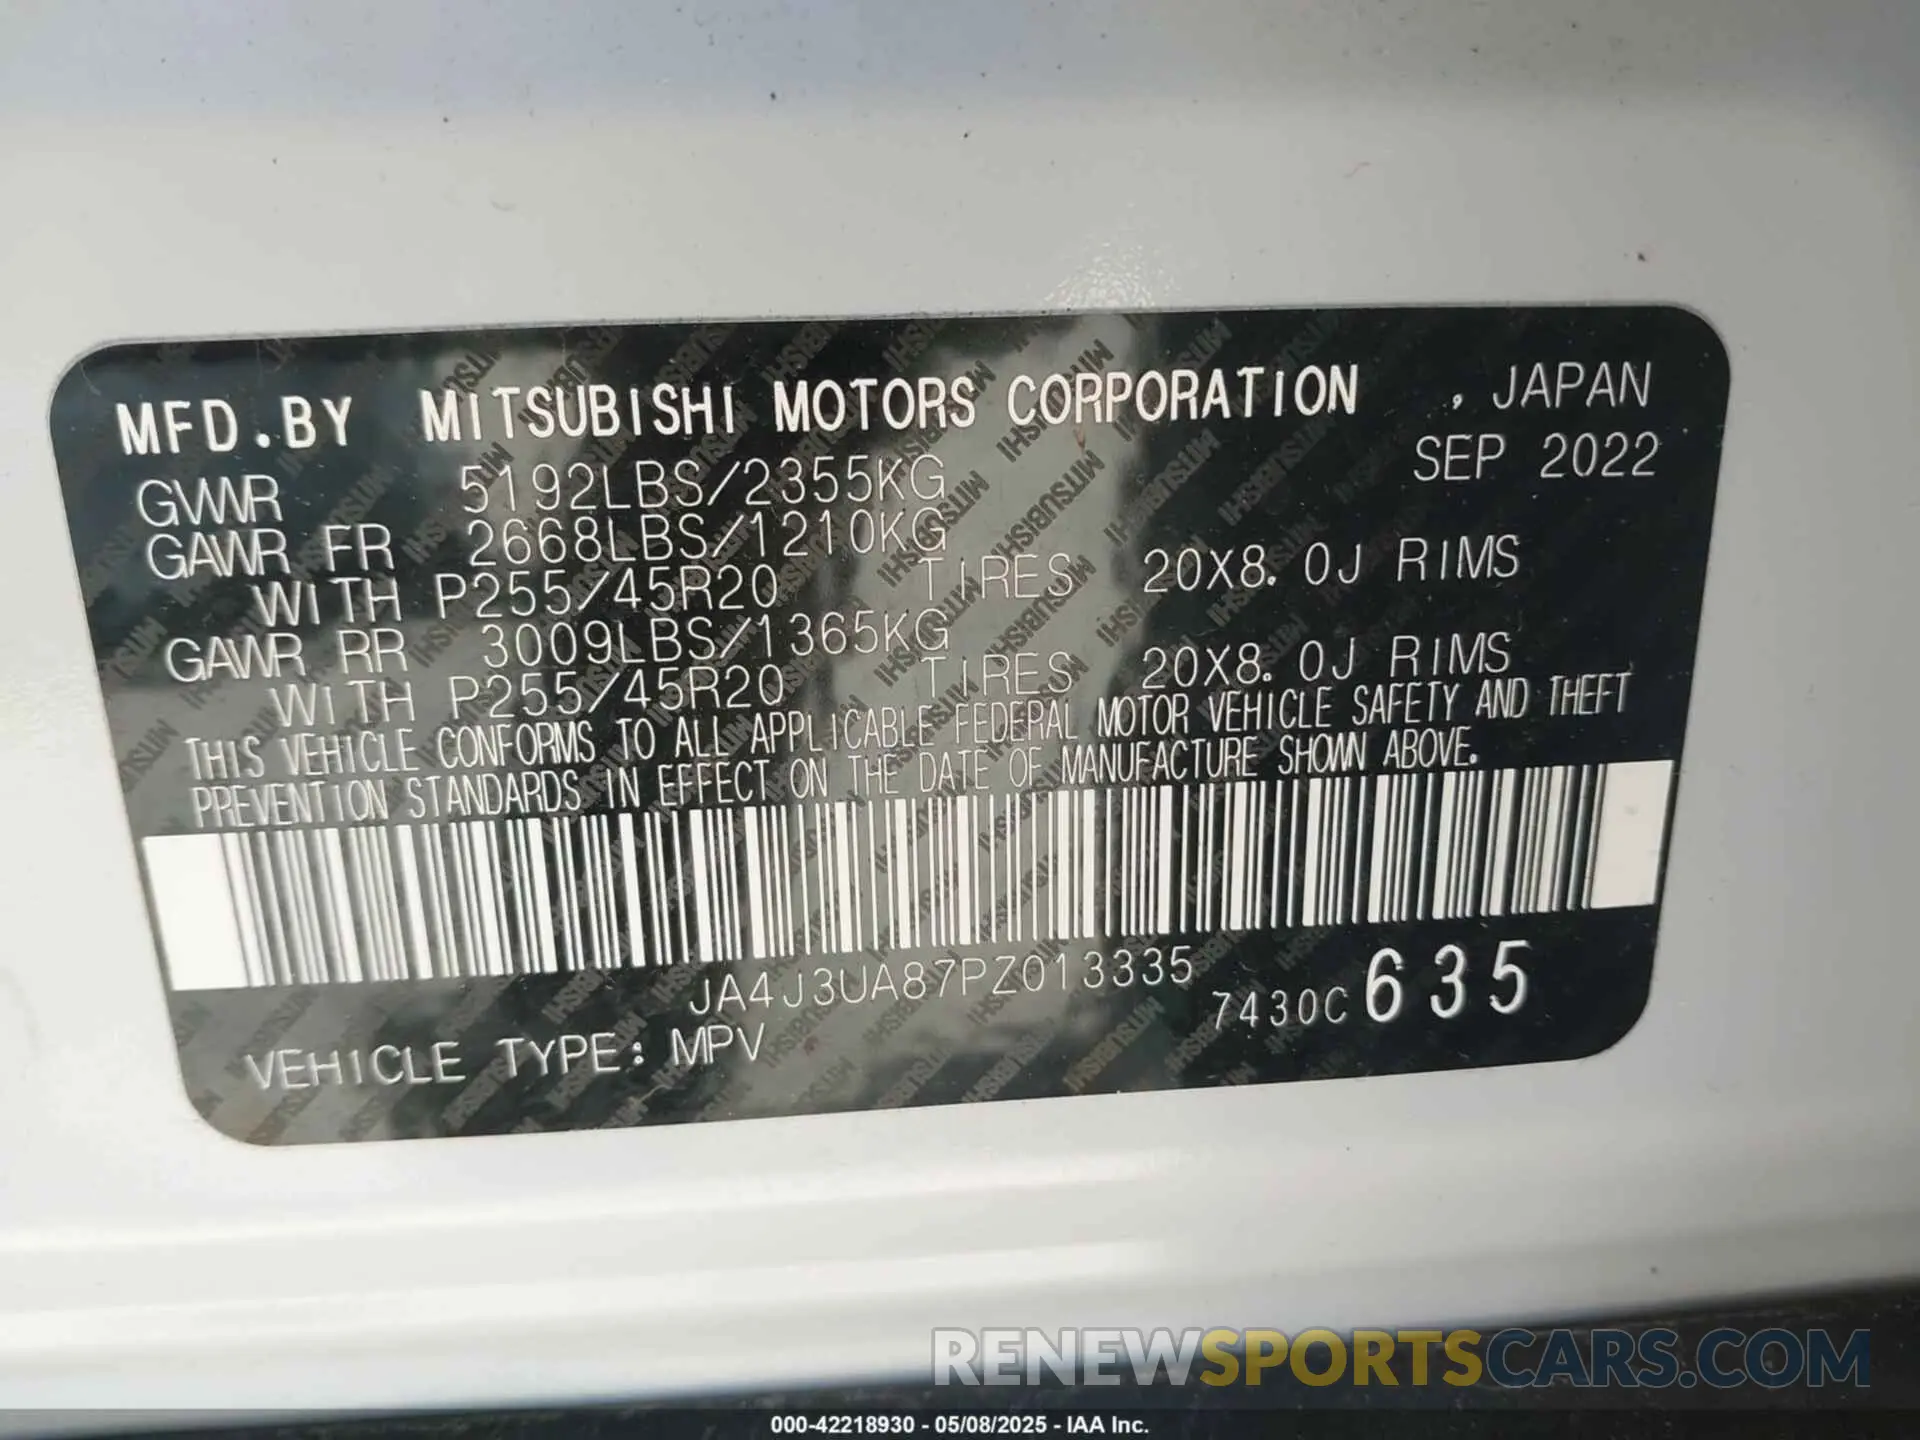 MFD.BY MITSUBISHI MOTORS CORPORATION , JAPAN
SEP 2022
GVWR 5192LBS/2355KG
GAWR FR 2668LBS/1210KG
WITH P255/45R20 TIRES 20X8.0J RIMS
GAWR RR 3009LBS/1365KG
WITH P255/45R20 TIRES 20X8.0J RIMS
THIS VEHICLE CONFORMS TO ALL APPLICABLE FEDERAL MOTOR VEHICLE SAFETY AND THEFT
PREVENTION STANDARDS IN EFFECT ON THE DATE OF MANUFACTURE SHOWN ABOVE.
JA4J3UA87PZ013335
7430C 635
VEHICLE TYPE: MPV
RENEWSPORTSCARS.COM
000-42218930 - 05/08/2025 - IAA Inc.